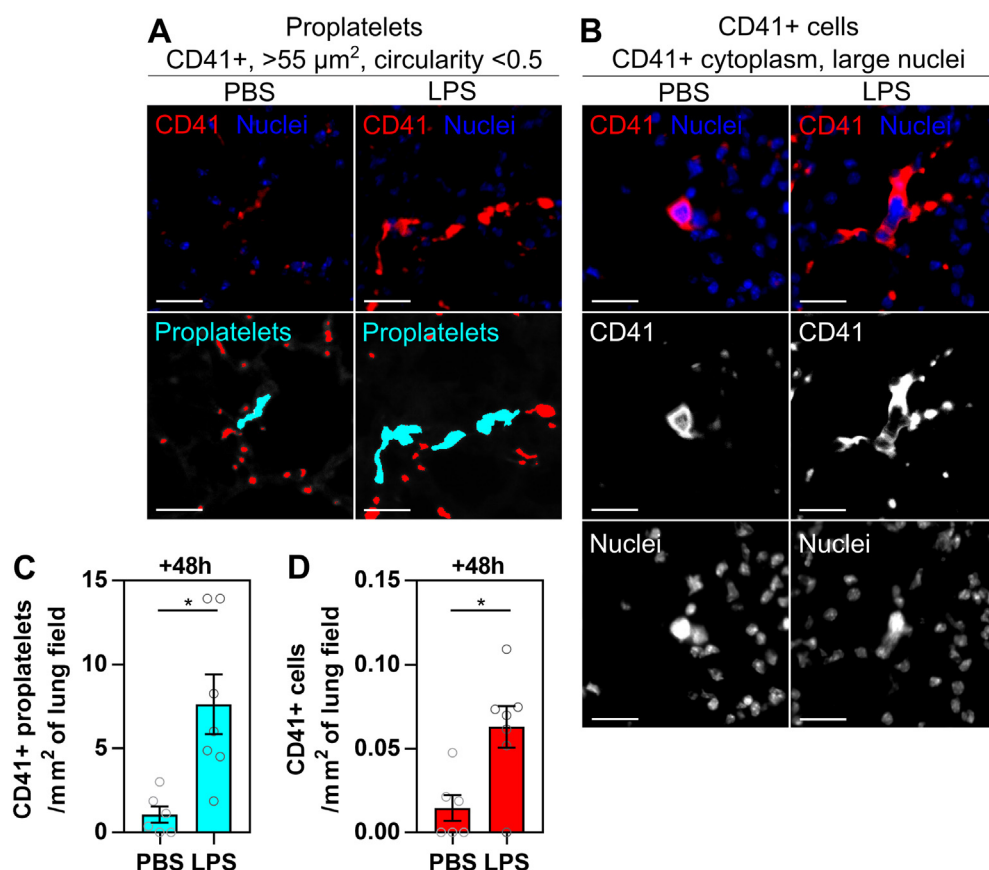 A
Proplatelets
CD41+, >55 µm², circularity <0.5
PBS
LPS
CD41 Nuclei
CD41 Nuclei
Proplatelets
Proplatelets
B
CD41+ cells
CD41+ cytoplasm, large nuclei
PBS
LPS
CD41 Nuclei
CD41 Nuclei
CD41
CD41
Nuclei
Nuclei
C
+48h
CD41+ proplatelets
/mm² of lung field
15
10
5
0
*
PBS LPS
D
+48h
CD41+ cells
/mm² of lung field
0.15
0.10
0.05
0.00
*
PBS LPS